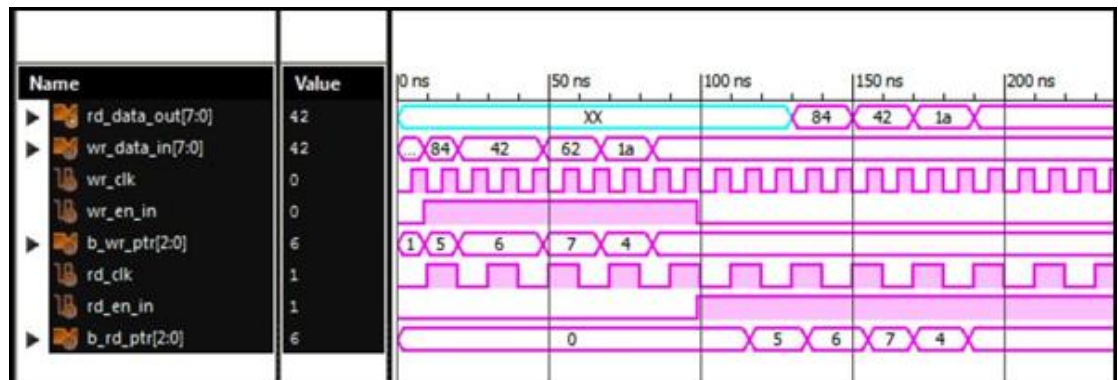 Name Value 0 ns 50 ns 100 ns 150 ns 200 ns
rd_data_out[7:0] 42 XX 84 42 1a
wr_data_in[7:0] 42 ... 84 42 62 1a
wr_clk 0
wr_en_in 0
b_wr_ptr[2:0] 6 1 5 6 7 4
rd_clk 1
rd_en_in 1
b_rd_ptr[2:0] 6 0 5 6 7 4